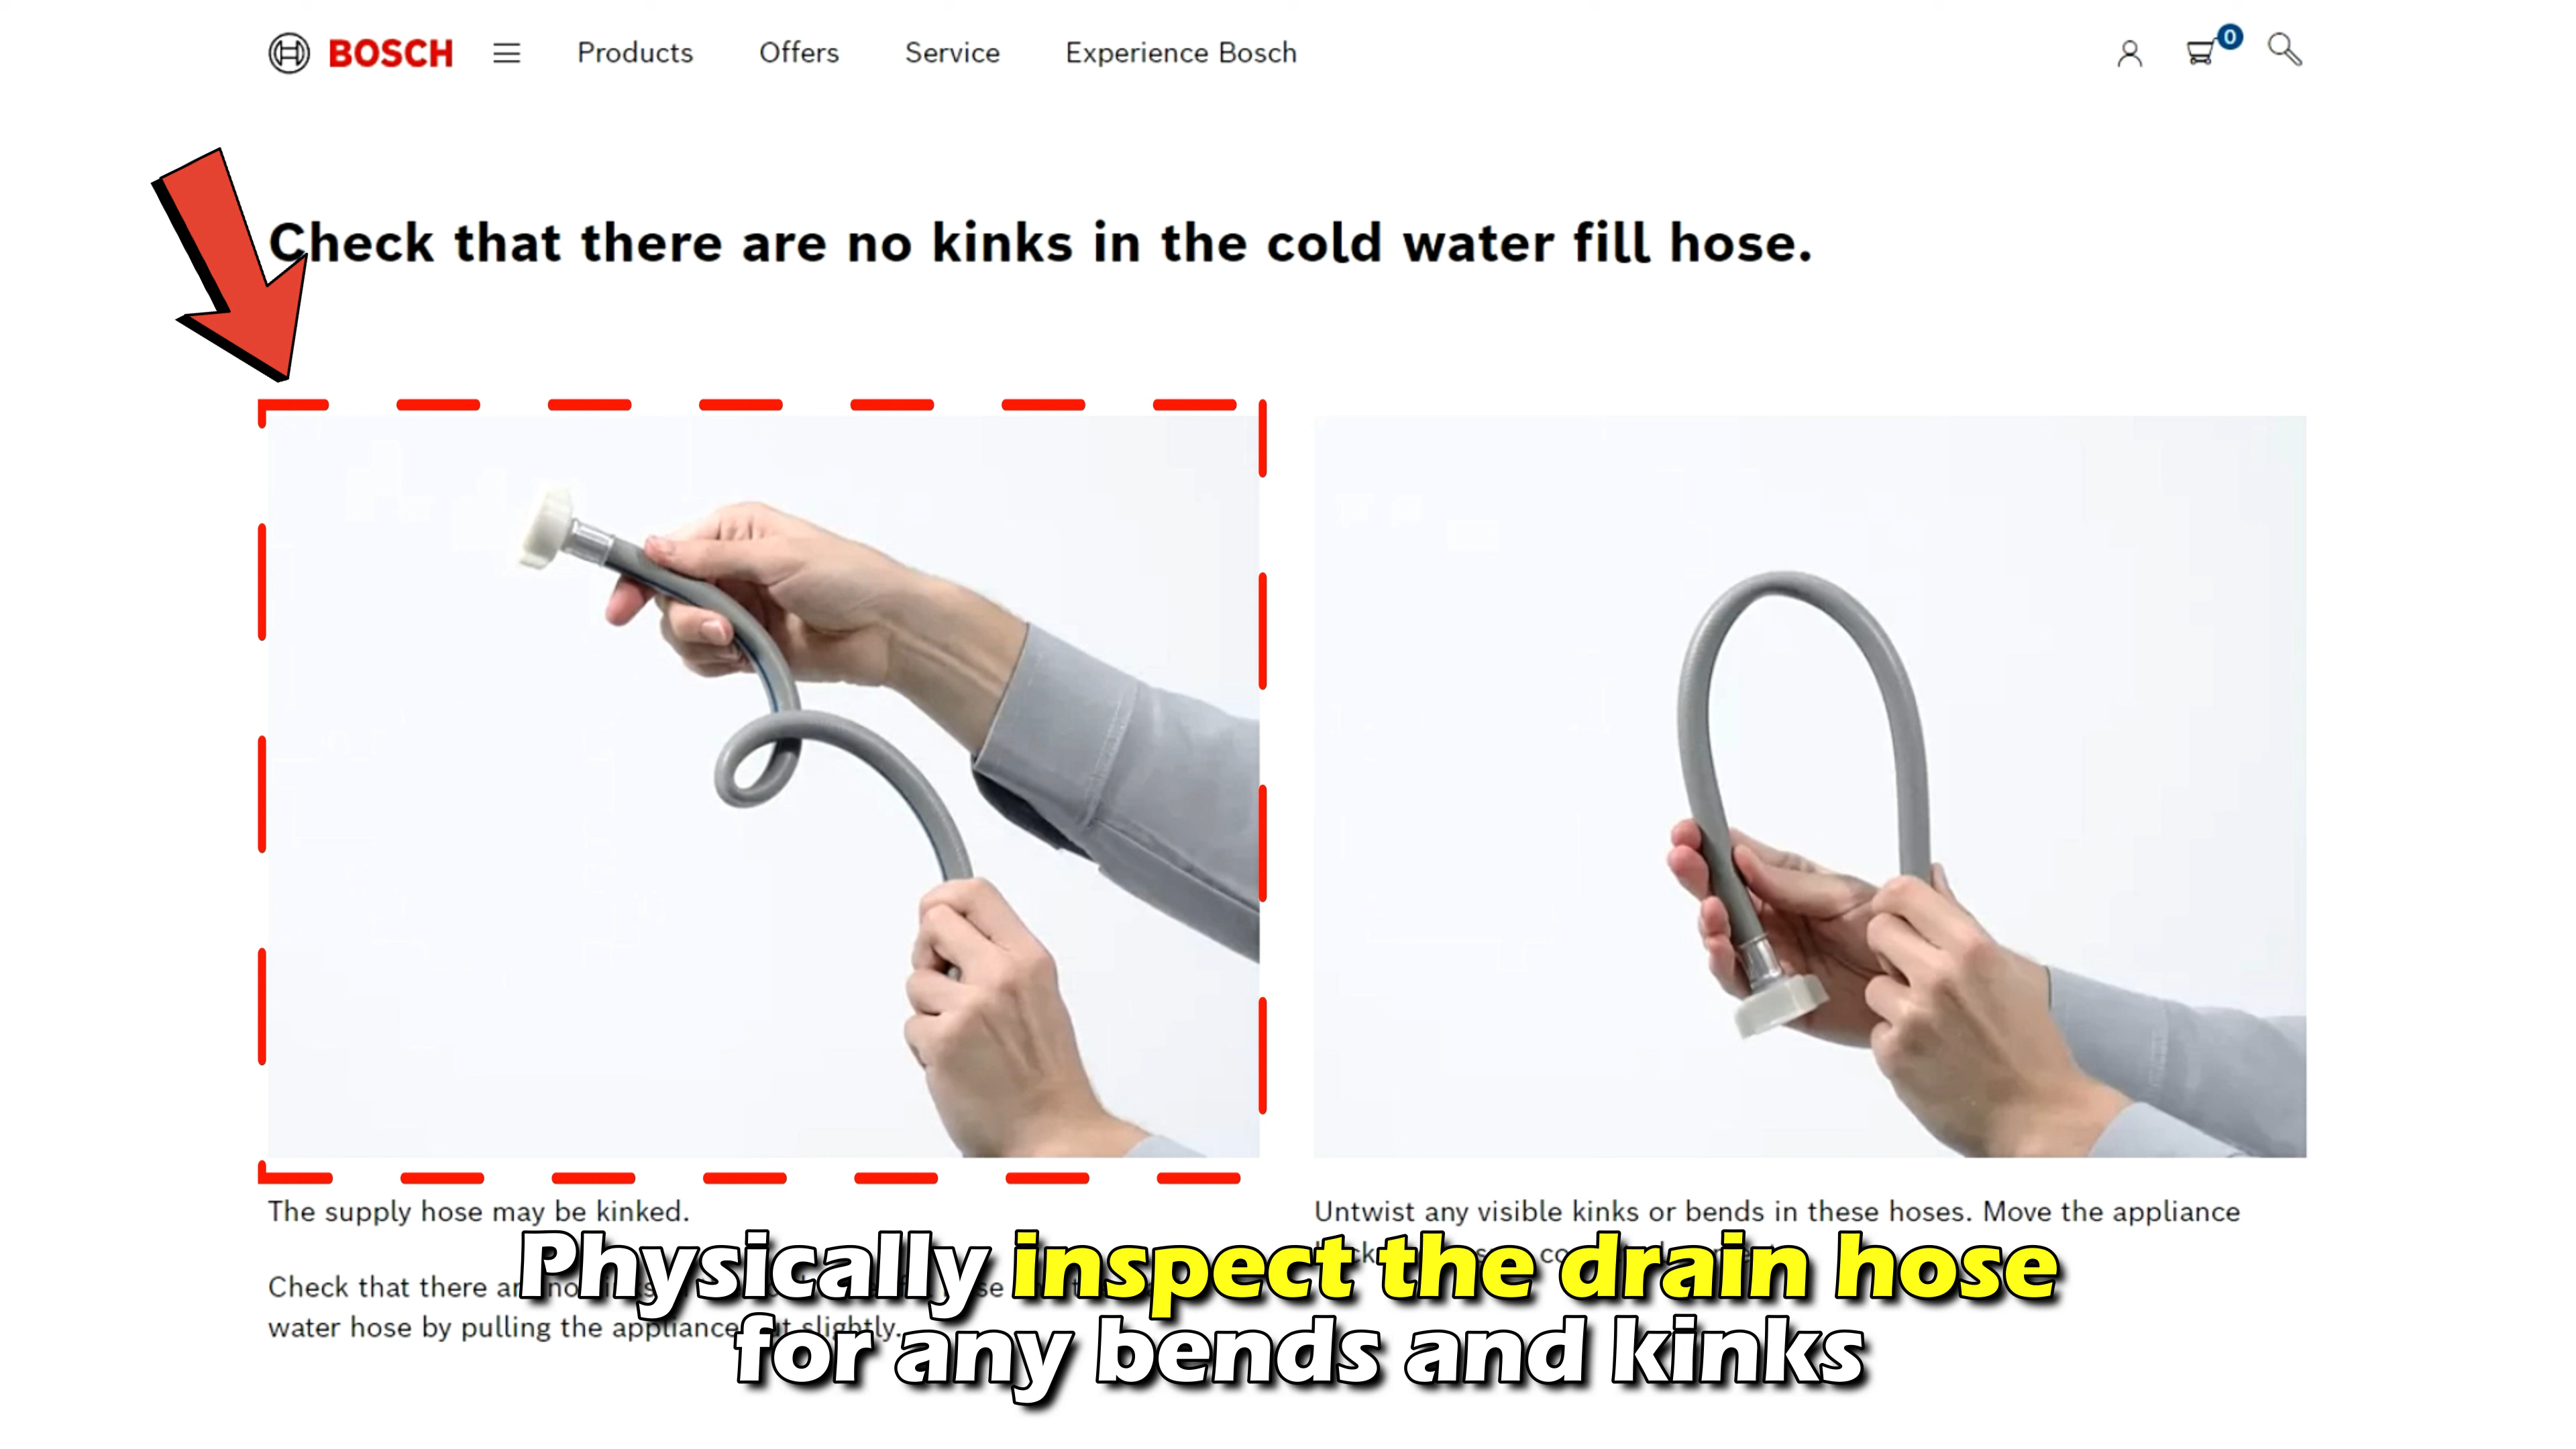 BOSCH Products Offers Service Experience Bosch 0
Check that there are no kinks in the cold water fill hose.
The supply hose may be kinked.
Check that there
water hose by pulling the appliance slightly.
Untwist any visible kinks or bends in these hoses. Move the appliance
Physically inspect the drain hose
for any bends and kinks